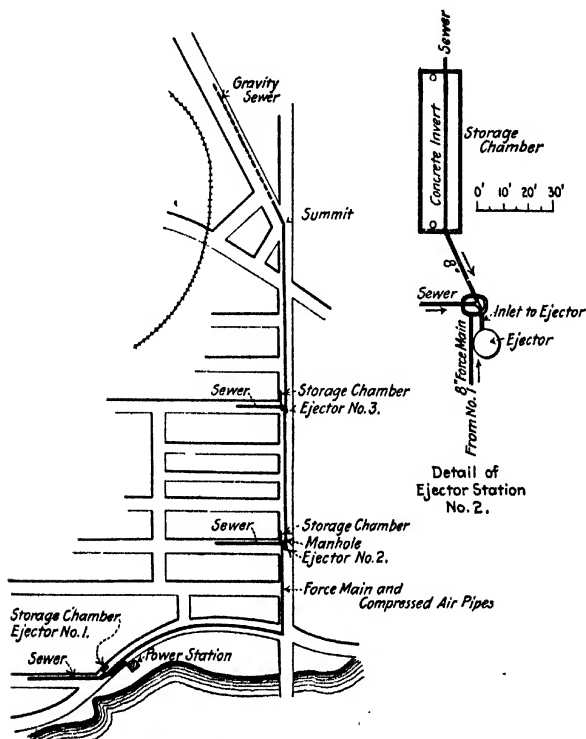 Gravity
Sewer
Summit
Sewer
Storage Chamber
Ejector No.3.
Sewer
Storage Chamber
Manhole
Ejector No.2.
Force Main and
Compressed Air Pipes
Storage Chamber
Ejector No.1.
Sewer
Power Station
Sewer
Concrete Invert
Storage
Chamber
0' 10' 20' 30'
8"
Sewer
Inlet to Ejector
Ejector
8" Force Main
From No.1
Detail of
Ejector Station
No.2.